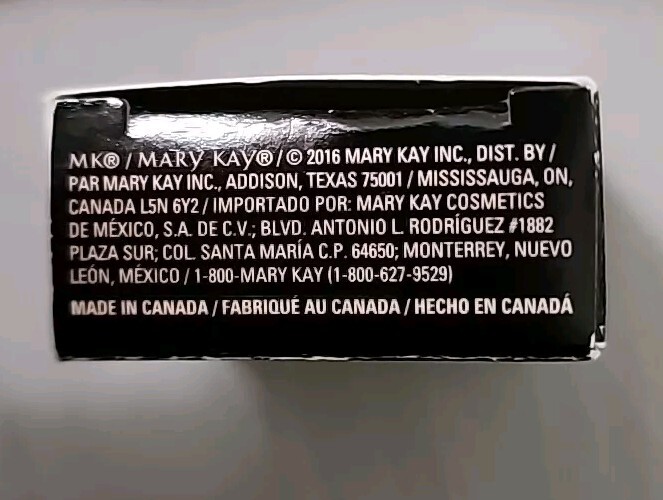 MK® / MARY KAY® / © 2016 MARY KAY INC., DIST. BY /
PAR MARY KAY INC., ADDISON, TEXAS 75001 / MISSISSAUGA, ON,
CANADA L5N 6Y2 / IMPORTADO POR: MARY KAY COSMETICS
DE MÉXICO, S.A. DE C.V.; BLVD. ANTONIO L. RODRÍGUEZ #1882
PLAZA SUR; COL. SANTA MARÍA C.P. 64650; MONTERREY, NUEVO
LEÓN, MÉXICO / 1-800-MARY KAY (1-800-627-9529)
MADE IN CANADA / FABRIQUÉ AU CANADA / HECHO EN CANADÁ